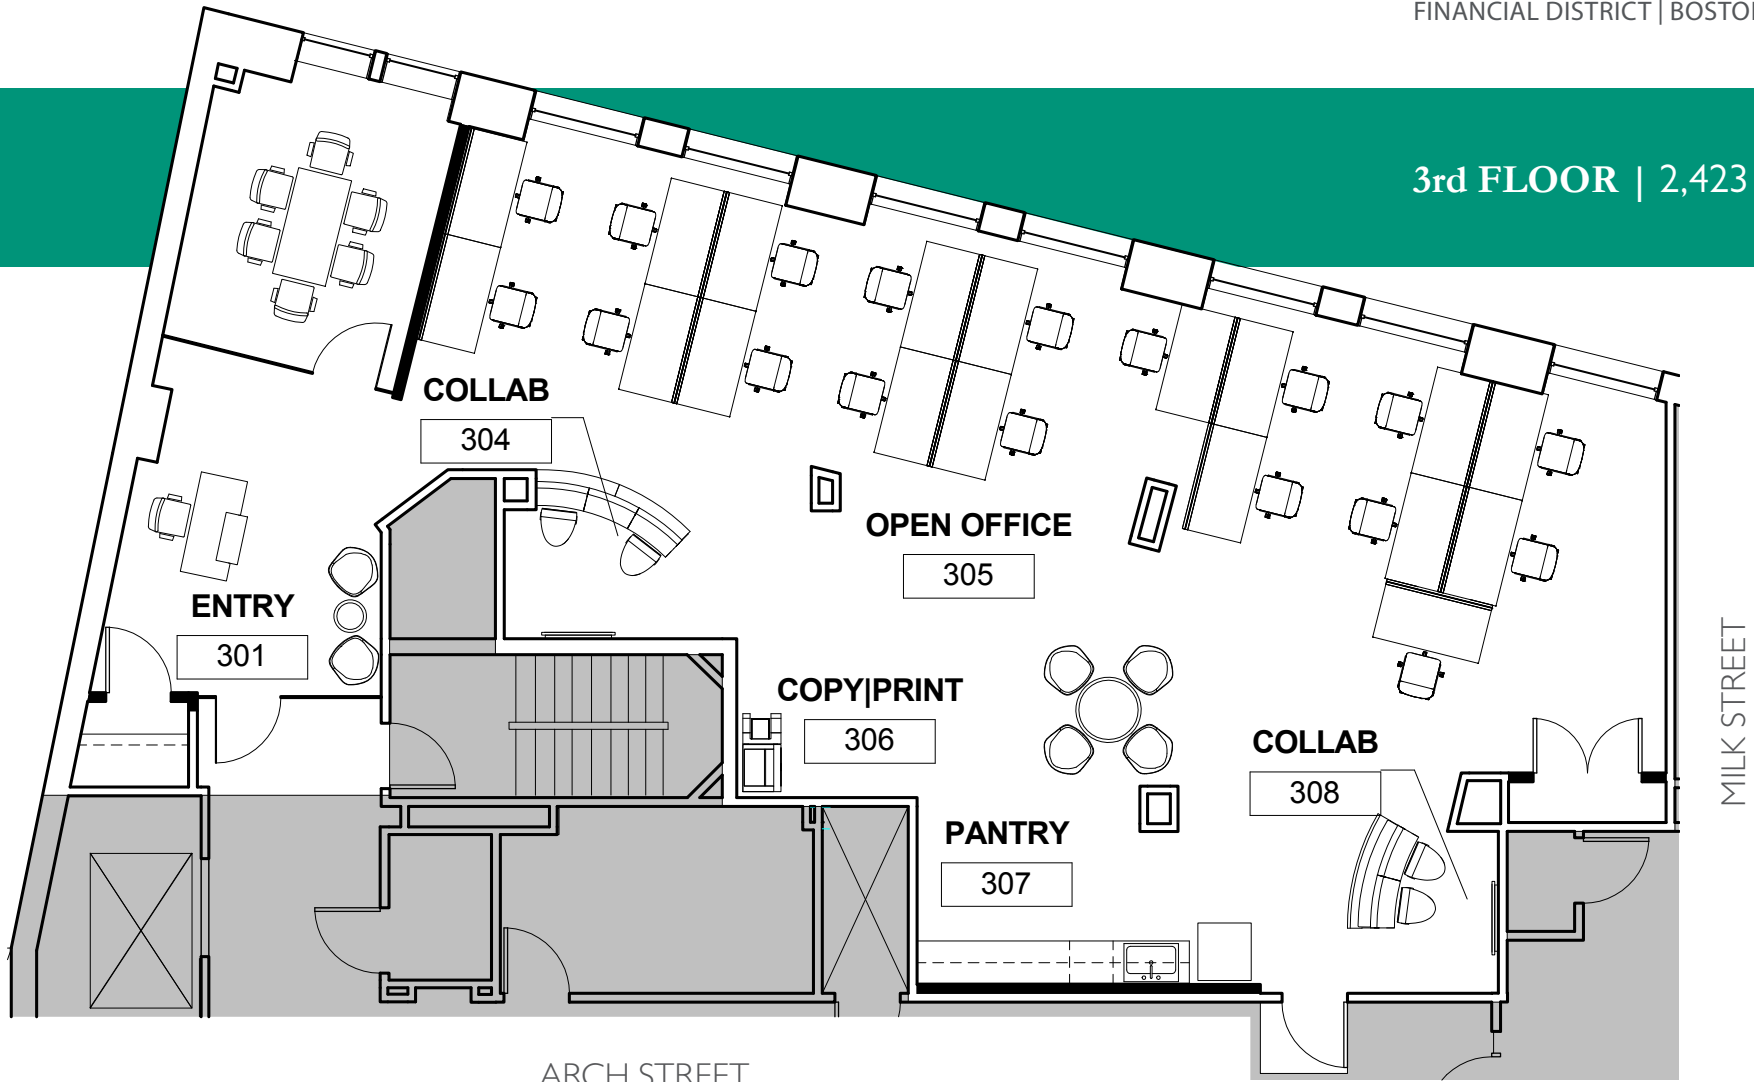 FINANCIAL DISTRICT | BOSTON
3rd FLOOR | 2,423
COLLAB
304
OPEN OFFICE
305
ENTRY
301
COPY|PRINT
306
COLLAB
308
PANTRY
307
MILK STREET
ARCH STREET